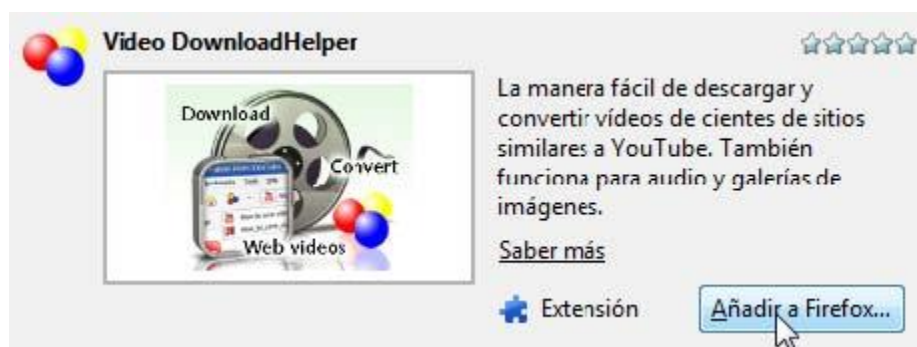 Video DownloadHelper
Download
Convert
Web videos
La manera fácil de descargar y
convertir vídeos de cientes de sitios
similares a YouTube. También
funciona para audio y galerías de
imágenes.
Saber más
Extensión
Añadir a Firefox...